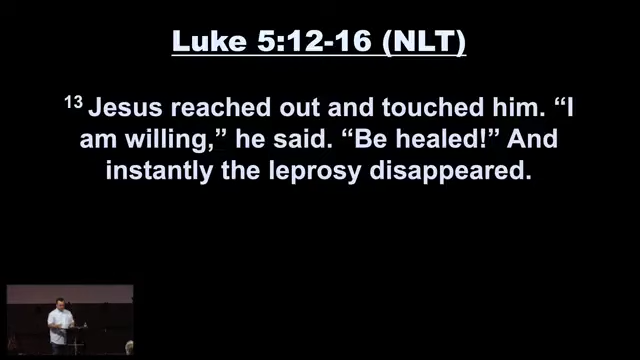 Luke 5:12-16 (NLT)
13 Jesus reached out and touched him. “I
am willing,” he said. “Be healed!” And
instantly the leprosy disappeared.